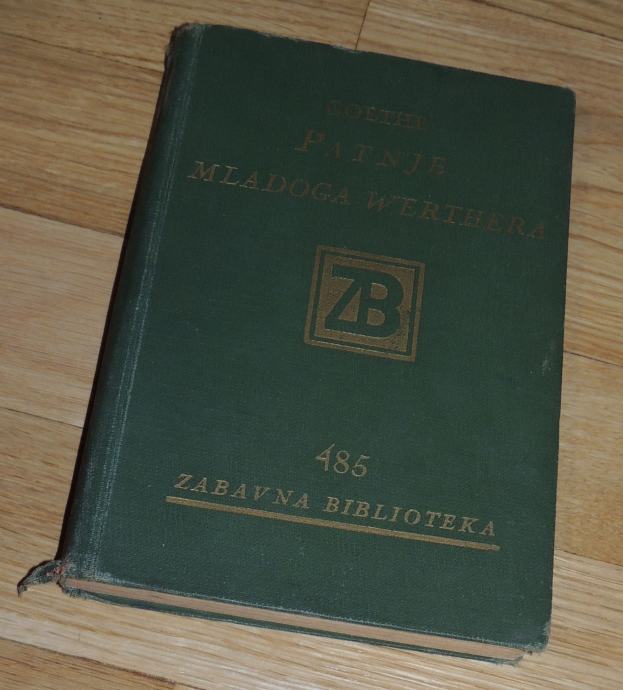 GOETHE
PATNJE
MLADOGA WERTHERA
ZB
485
ZABAVNA BIBLIOTEKA